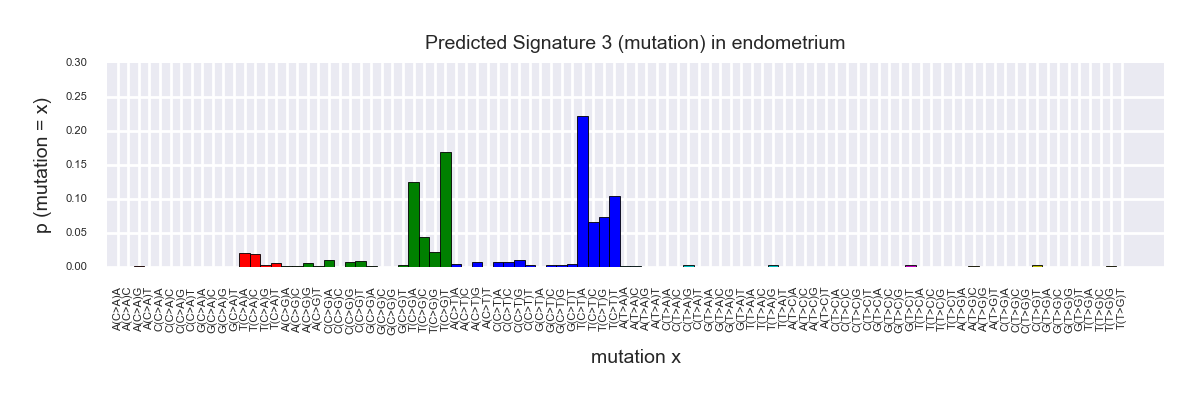 Predicted Signature 3 (mutation) in endometrium
p (mutation = x)
0.30
0.25
0.20
0.15
0.10
0.05
0.00
A(C>A)A A(C>A)C A(C>A)G A(C>A)T C(C>A)A C(C>A)C C(C>A)G C(C>A)T G(C>A)A G(C>A)C G(C>A)G G(C>A)T T(C>A)A T(C>A)C T(C>A)G T(C>A)T A(C>G)A A(C>G)C A(C>G)G A(C>G)T C(C>G)A C(C>G)C C(C>G)G C(C>G)T G(C>G)A G(C>G)C G(C>G)G G(C>G)T T(C>G)A T(C>G)C T(C>G)G T(C>G)T A(C>T)A A(C>T)C A(C>T)G A(C>T)T C(C>T)A C(C>T)C C(C>T)G C(C>T)T G(C>T)A G(C>T)C G(C>T)G G(C>T)T T(C>T)A T(C>T)C T(C>T)G T(C>T)T A(T>A)A A(T>A)C A(T>A)G A(T>A)T C(T>A)A C(T>A)C C(T>A)G C(T>A)T G(T>A)A G(T>A)C G(T>A)G G(T>A)T T(T>A)A T(T>A)C T(T>A)G T(T>A)T A(T>C)A A(T>C)C A(T>C)G A(T>C)T C(T>C)A C(T>C)C C(T>C)G C(T>C)T G(T>C)A G(T>C)C G(T>C)G G(T>C)T T(T>C)A T(T>C)C T(T>C)G T(T>C)T A(T>G)A A(T>G)C A(T>G)G A(T>G)T C(T>G)A C(T>G)C C(T>G)G C(T>G)T G(T>G)A G(T>G)C G(T>G)G G(T>G)T T(T>G)A T(T>G)C T(T>G)G T(T>G)T
mutation x